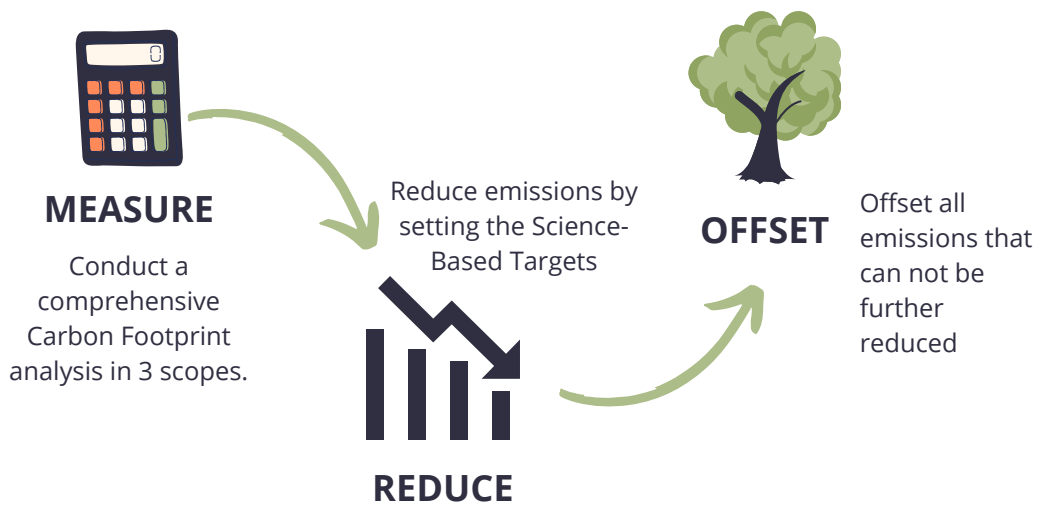 0
MEASURE
Conduct a
comprehensive
Carbon Footprint
analysis in 3 scopes.
Reduce emissions by
setting the Science-
Based Targets
REDUCE
OFFSET
Offset all
emissions that
can not be
further
reduced